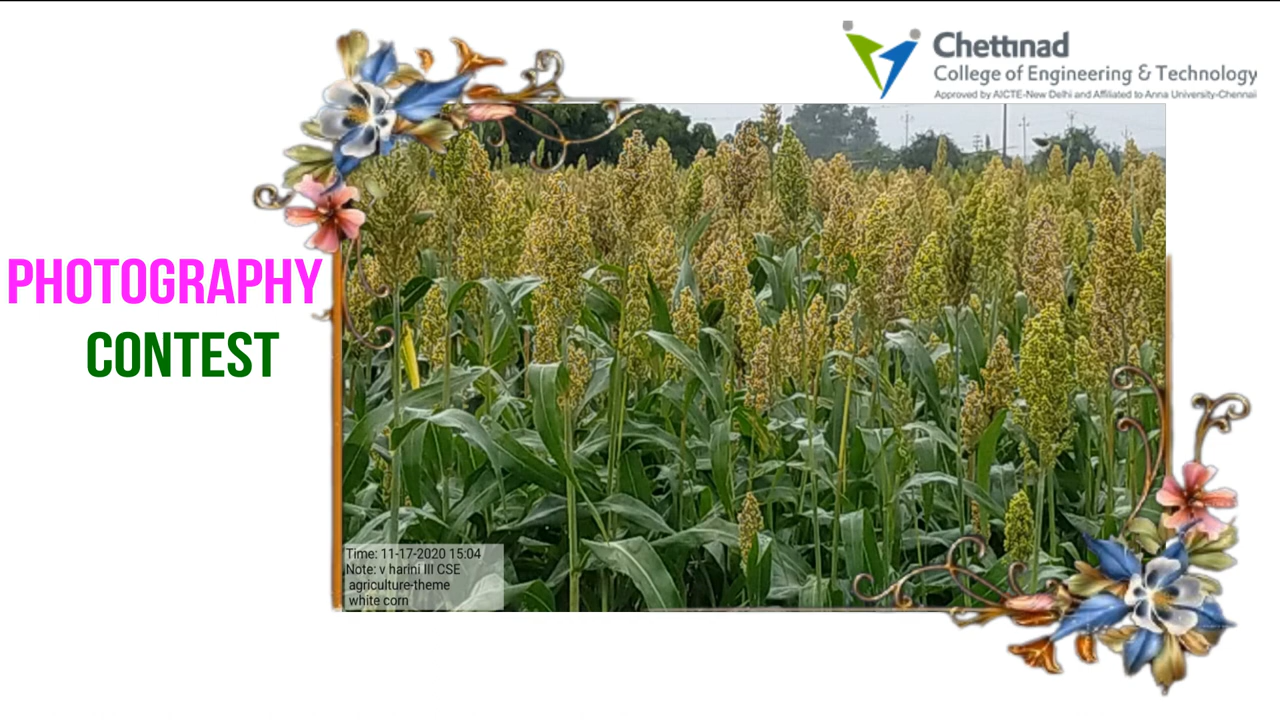 Chettinad
College of Engineering & Technology
Approved by AICTE-New Delhi and Affiliated to Anna University-Chennai
PHOTOGRAPHY
CONTEST
Time: 11-17-2020 15:04
Note: v harini III CSE
agriculture-theme
white corn